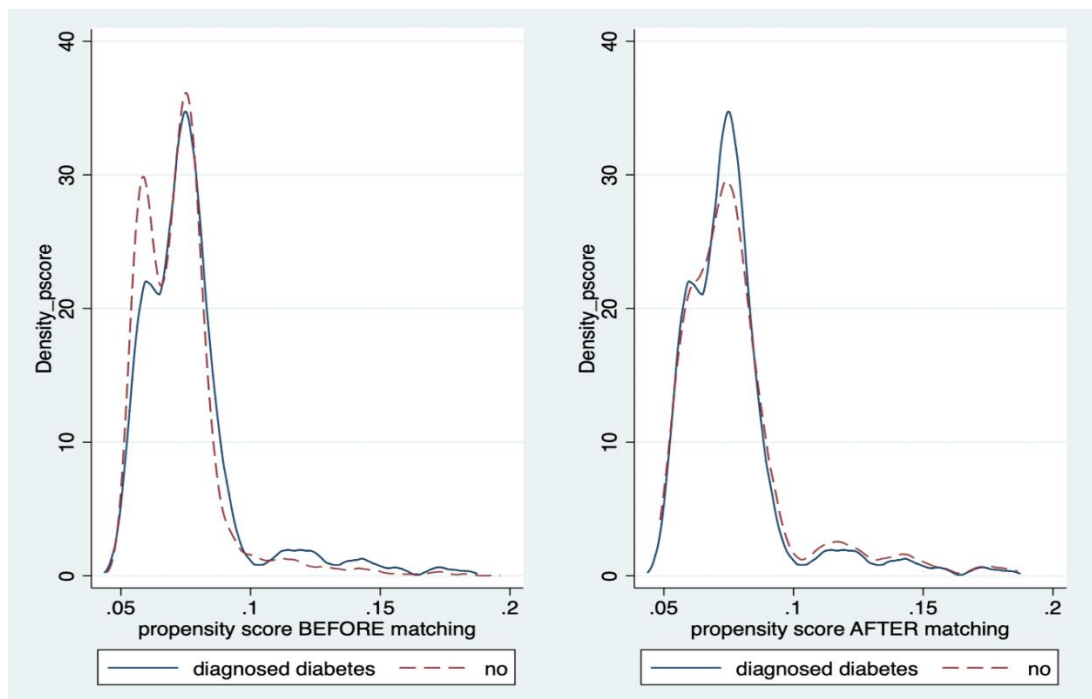 40
30
20
10
0
Density_pscore
.05 .1 .15 .2
propensity score BEFORE matching
diagnosed diabetes no
40
30
20
10
0
Density_pscore
.05 .1 .15 .2
propensity score AFTER matching
diagnosed diabetes no